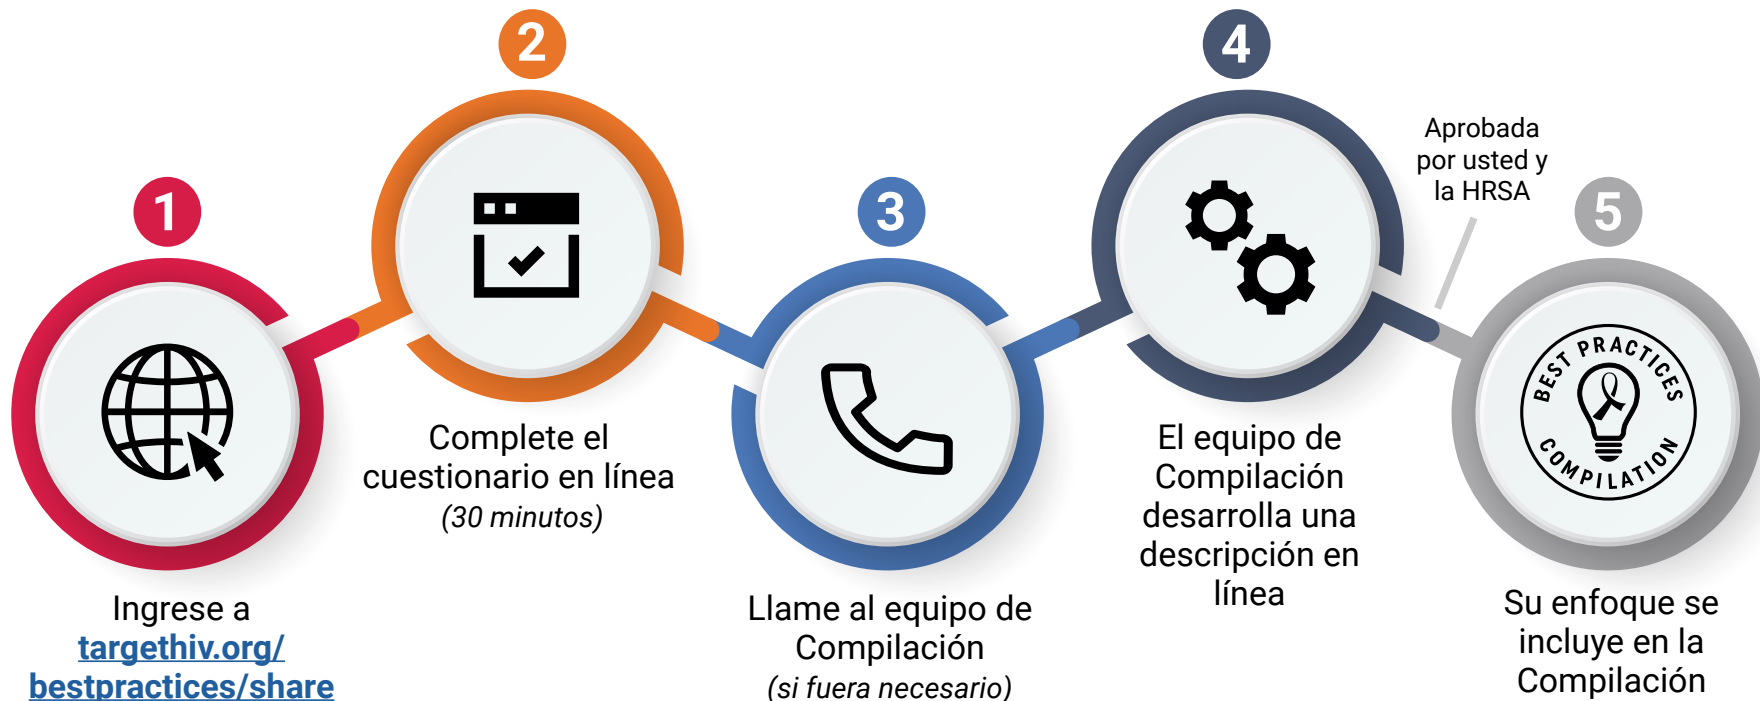 1
Ingrese a
targethiv.org/
bestpractices/share
2
Complete el
cuestionario en línea
(30 minutos)
3
Llame al equipo de
Compilación
(si fuera necesario)
4
El equipo de
Compilación
desarrolla una
descripción en
línea
Aprobada
por usted y
la HRSA
5
BEST PRACTICES
COMPILATION
Su enfoque se
incluye en la
Compilación